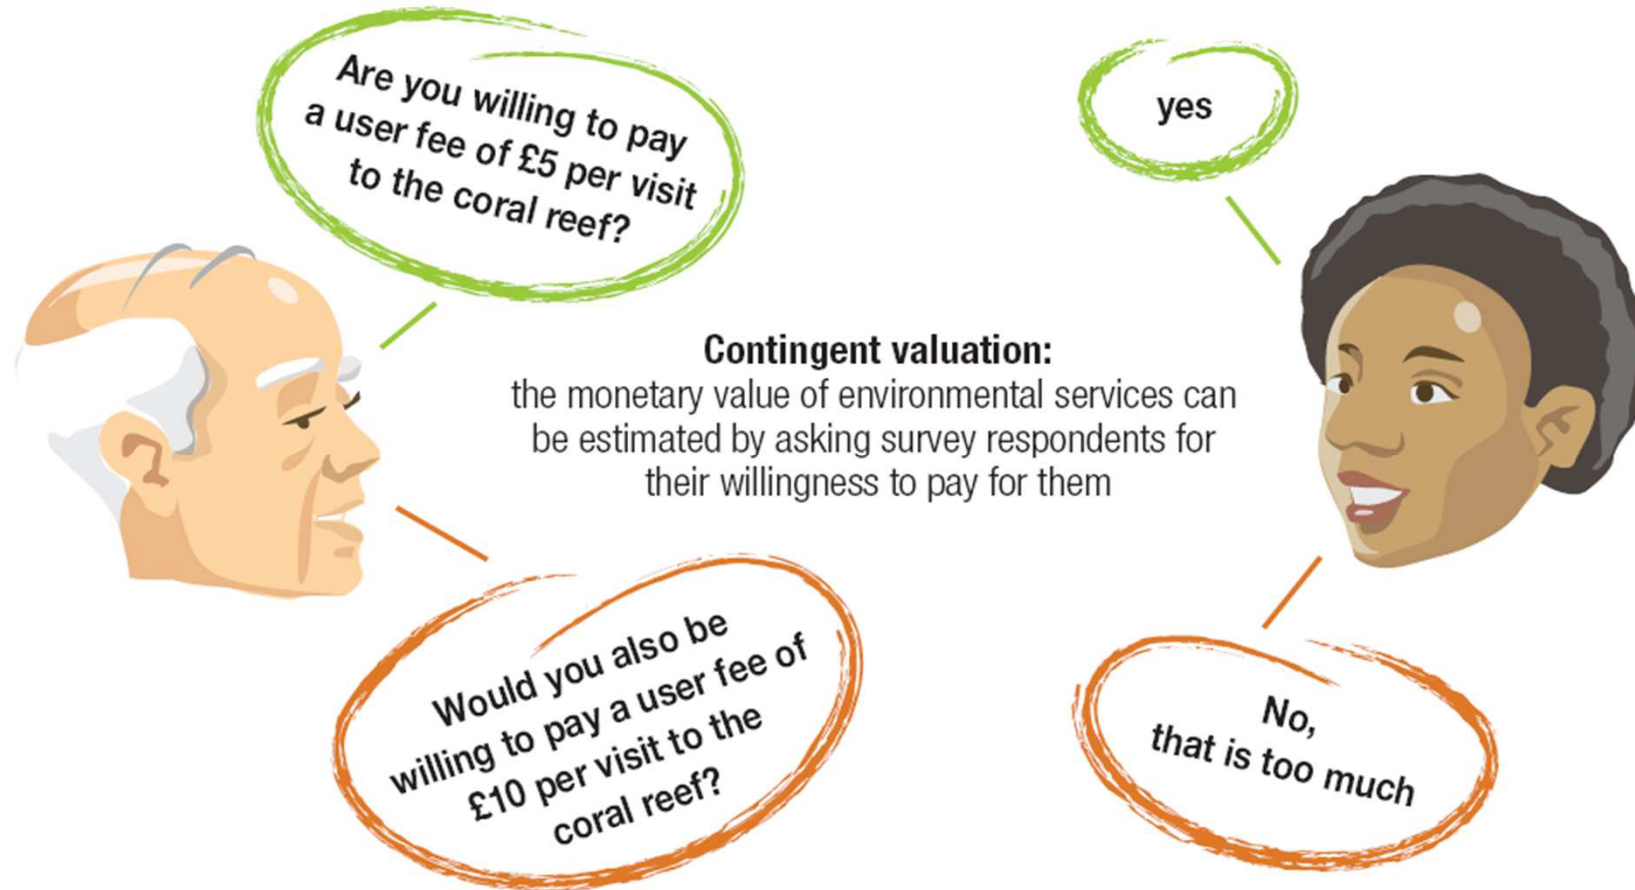 Are you willing to pay
a user fee of £5 per visit
to the coral reef?
yes
Contingent valuation:
the monetary value of environmental services can
be estimated by asking survey respondents for
their willingness to pay for them
Would you also be
willing to pay a user fee of
£10 per visit to the
coral reef?
No,
that is too much